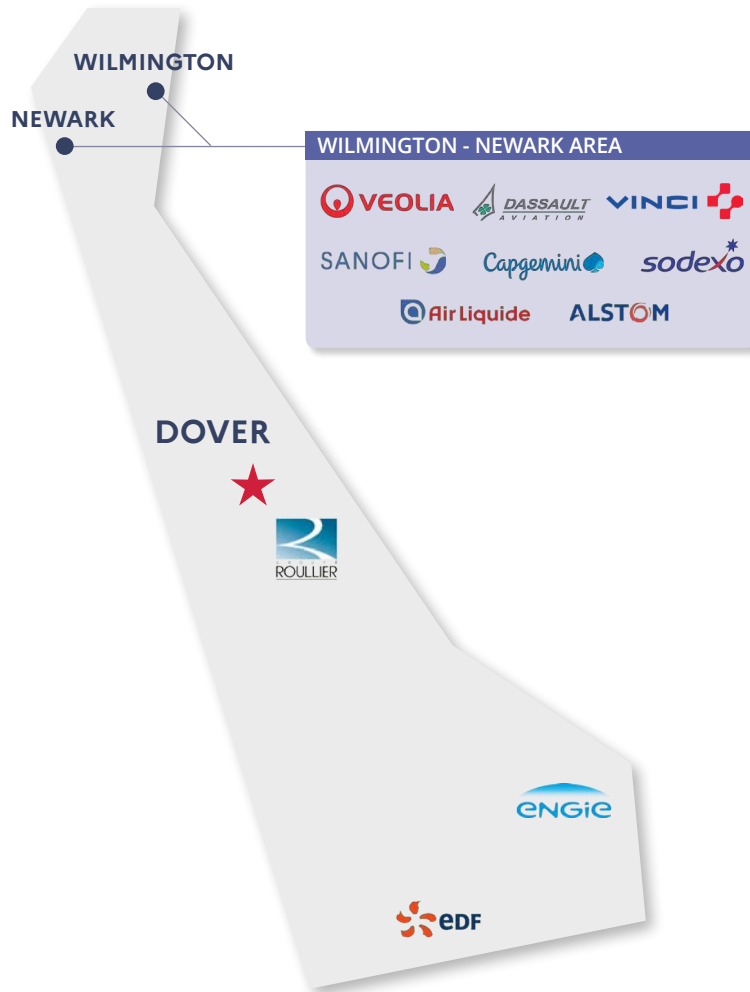 WILMINGTON
NEWARK
WILMINGTON - NEWARK AREA
VEOLIA DASSAULT AVIATION VINCI
SANOFI Capgemini sodexo
Air Liquide ALSTOM
DOVER
GROUPE
ROULLIER
ENGIE
eDF